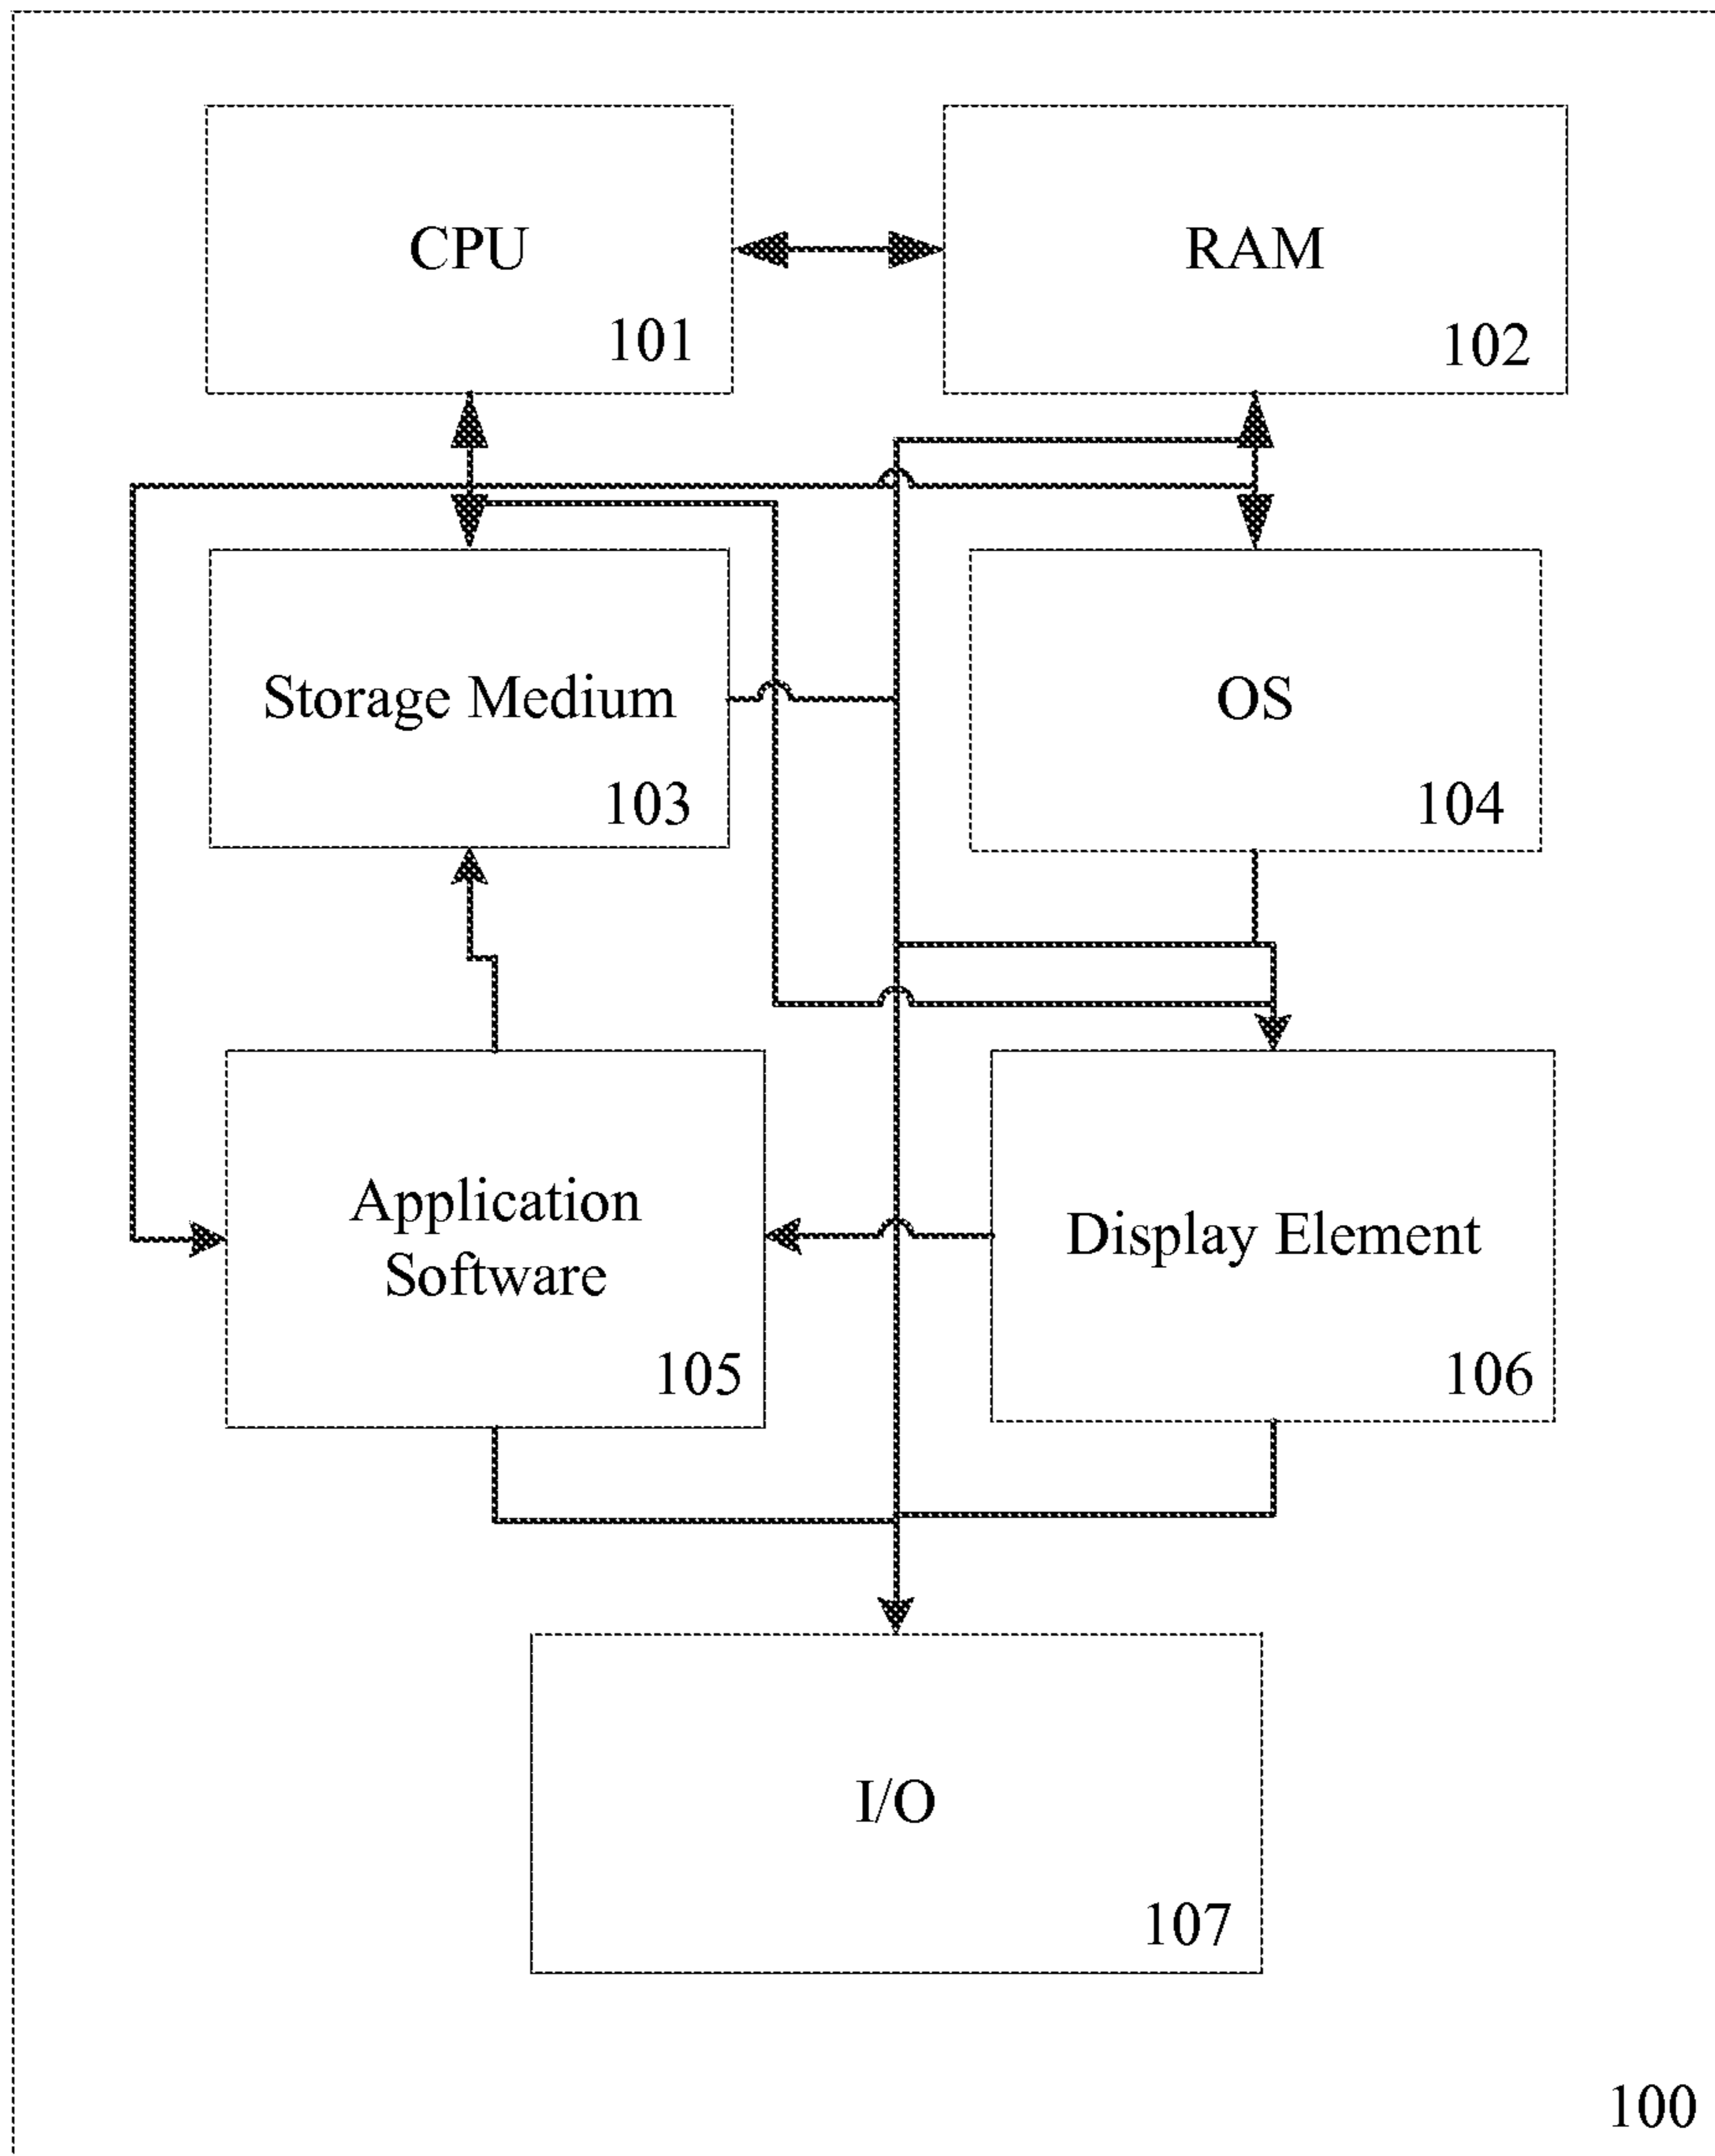 CPU
101
RAM
102
Storage Medium
103
OS
104
Application
Software
105
Display Element
106
I/O
107
100